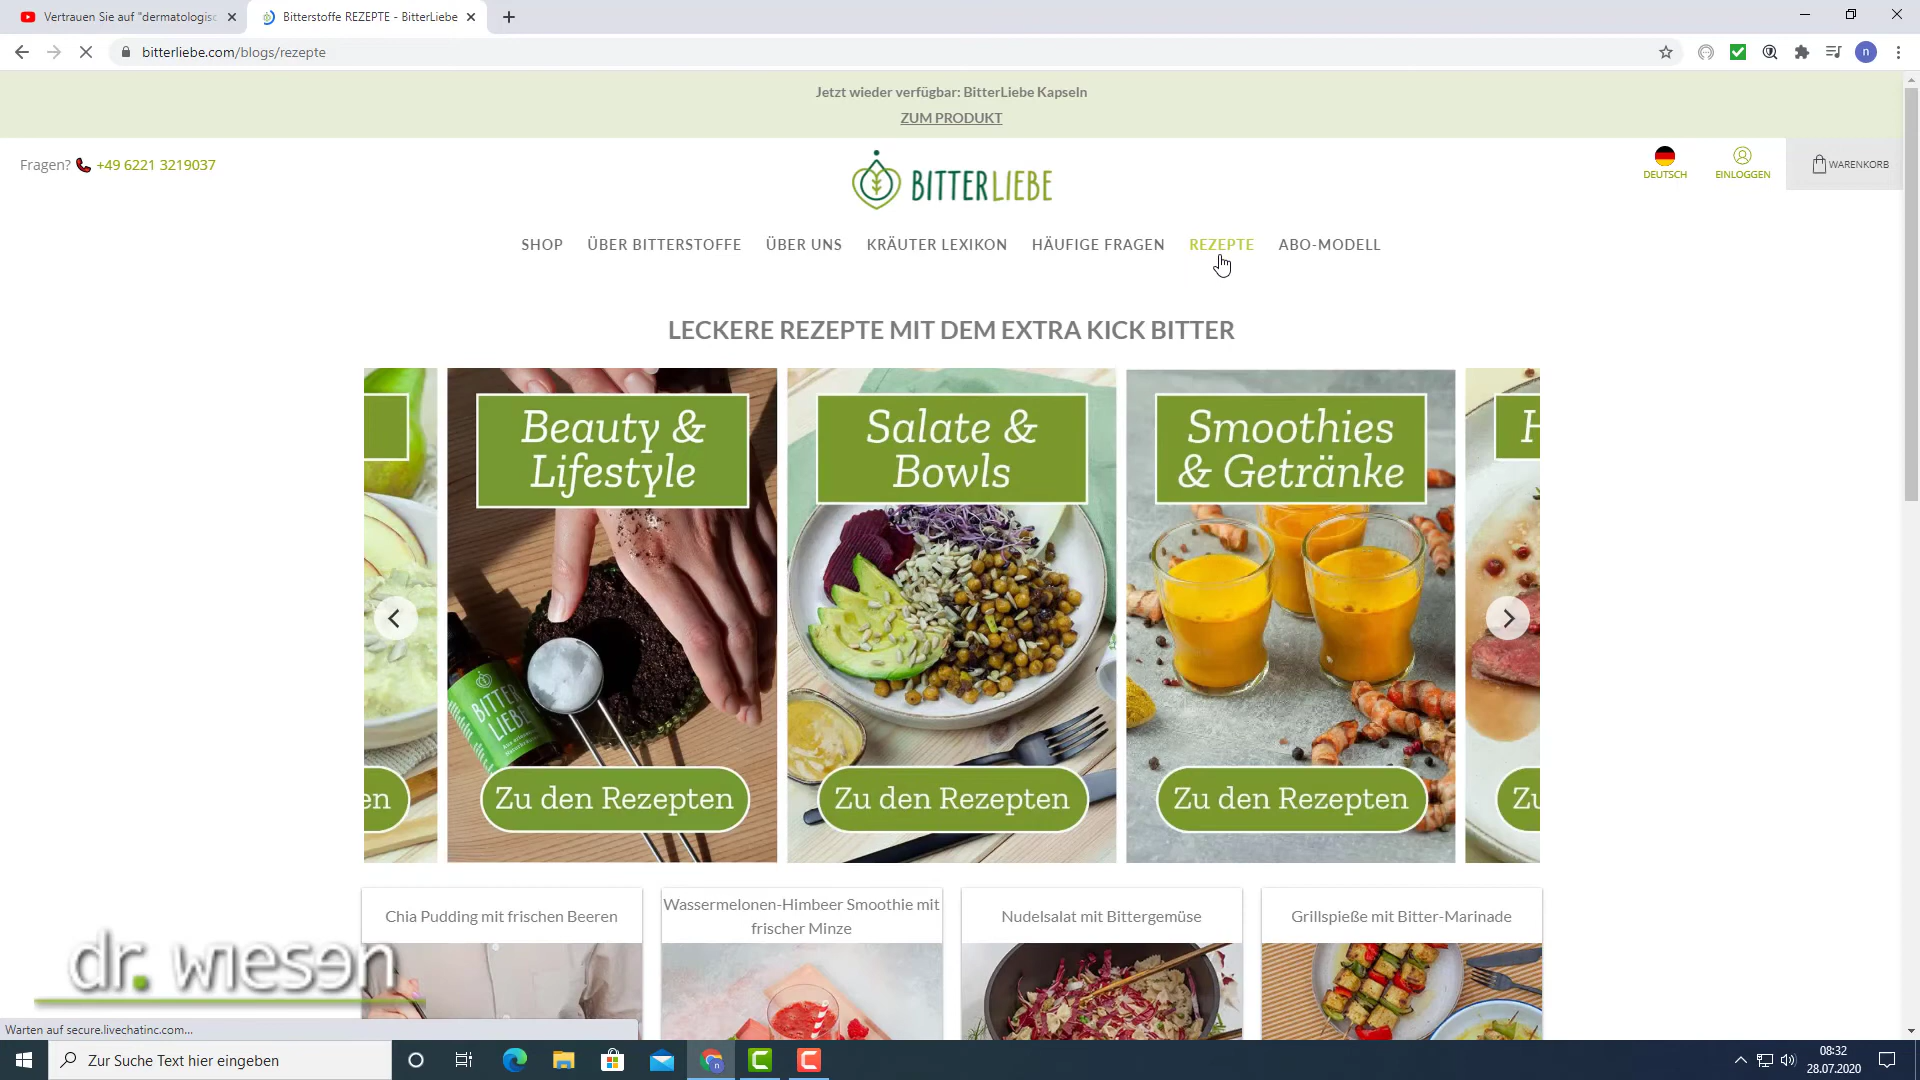 Vertrauen Sie auf "dermatologisc
Bitterstoffe REZEPTE - BitterLiebe
bitterliebe.com/blogs/rezepte
n
Jetzt wieder verfügbar: BitterLiebe Kapseln
ZUM PRODUKT
Fragen? +49 6221 3219037
BITTERLIEBE
DEUTSCH
EINLOGGEN
WARENKORB
SHOP ÜBER BITTERSTOFFE ÜBER UNS KRÄUTER LEXIKON HÄUFIGE FRAGEN REZEPTE ABO-MODELL
LECKERE REZEPTE MIT DEM EXTRA KICK BITTER
Beauty &
Lifestyle
Salate &
Bowls
Smoothies
& Getränke
H
BITTER
LIEBE
en
Zu den Rezepten
Zu den Rezepten
Zu den Rezepten
Zu
Chia Pudding mit frischen Beeren
Wassermelonen-Himbeer Smoothie mit
frischer Minze
Nudelsalat mit Bittergemüse
Grillspieße mit Bitter-Marinade
dr. wiesen
Warten auf secure.livechatinc.com...
Zur Suche Text hier eingeben
08:32
28.07.2020